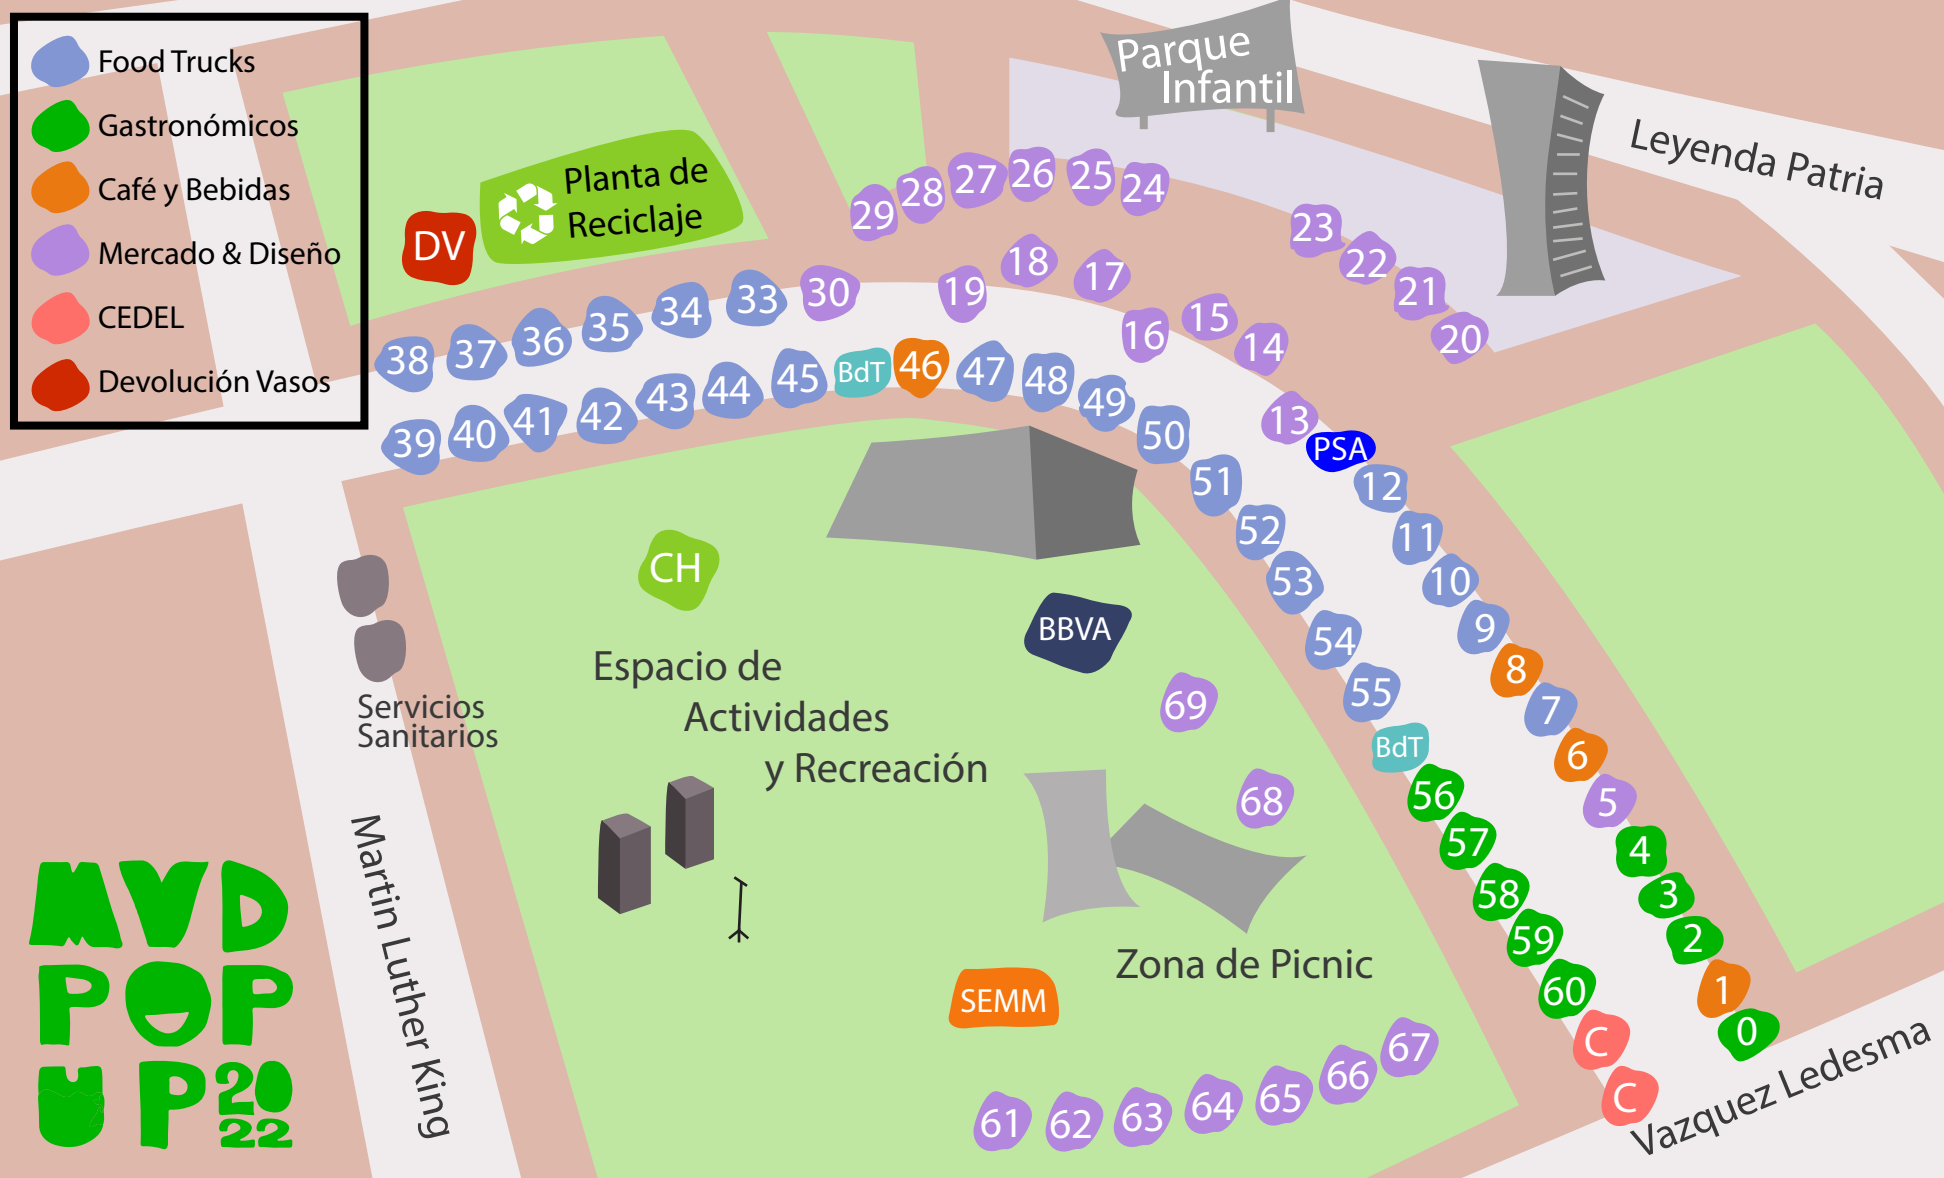 Food Trucks
Gastronómicos
Café y Bebidas
Mercado & Diseño
CEDEL
Devolución Vasos
Parque
Infantil
Leyenda Patria
Planta de
Reciclaje
DV
29
28
27
26
25
24
23
22
21
20
19
18
17
16
15
14
13
30
33
34
35
36
37
38
39
40
41
42
43
44
45
BdT
46
47
48
49
50
51
52
53
54
55
BdT
56
57
58
59
60
C
C
PSA
12
11
10
9
8
7
6
5
4
3
2
1
0
CH
BBVA
Espacio de
Actividades
y Recreación
69
68
Servicios
Sanitarios
Martin Luther King
Zona de Picnic
SEMM
61
62
63
64
65
66
67
Vazquez Ledesma
MVD
POP
UP 20
22